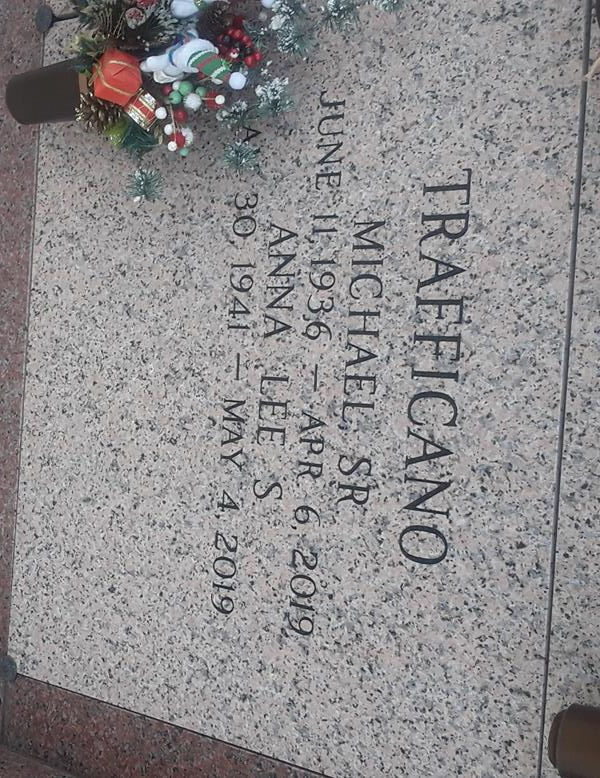 TRAFFICANO
MICHAEL SR
JUNE 11, 1936 — APR 6, 2019
ANNA LEE S
30, 1941 — MAY 4, 2019